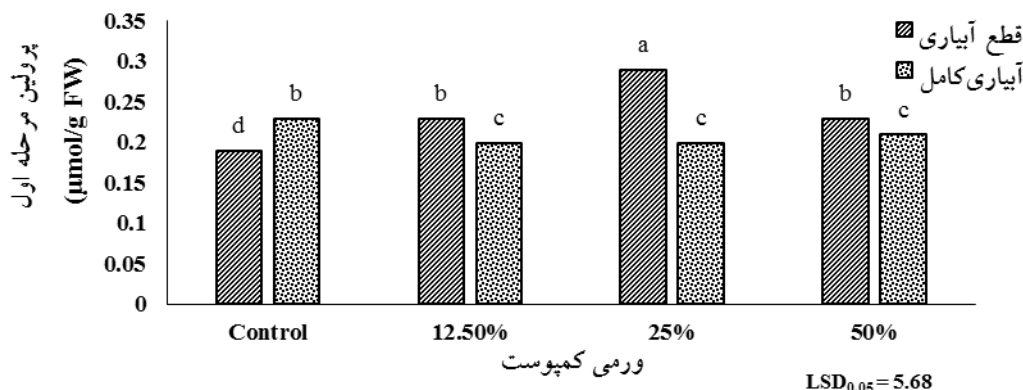 پرولین مرحله اول
(µmol/g FW)
0.35
0.3
0.25
0.2
0.15
0.1
0.05
0
قطع آبیاری
آبیاری کامل
d
b
b
c
a
c
b
c
Control
12.50%
25%
50%
ورمی کمپوست
LSD0.05 = 5.68